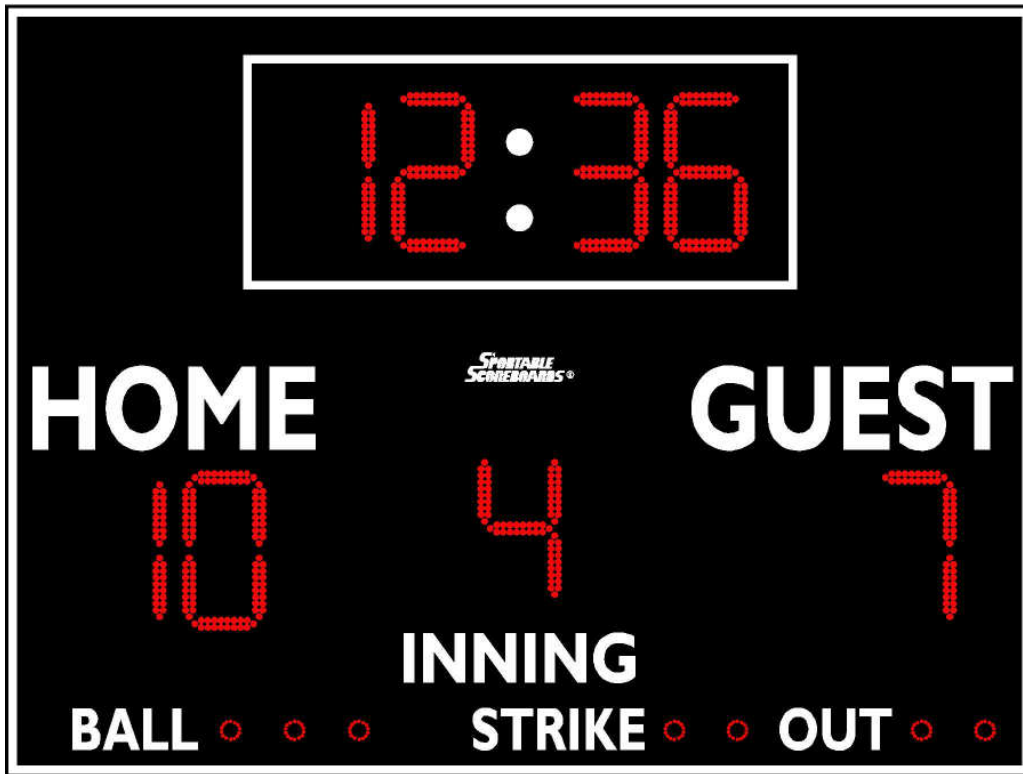 12:36
SPORTABLE
SCOREBOARDS®
HOME GUEST
10 4 7
INNING
BALL STRIKE OUT